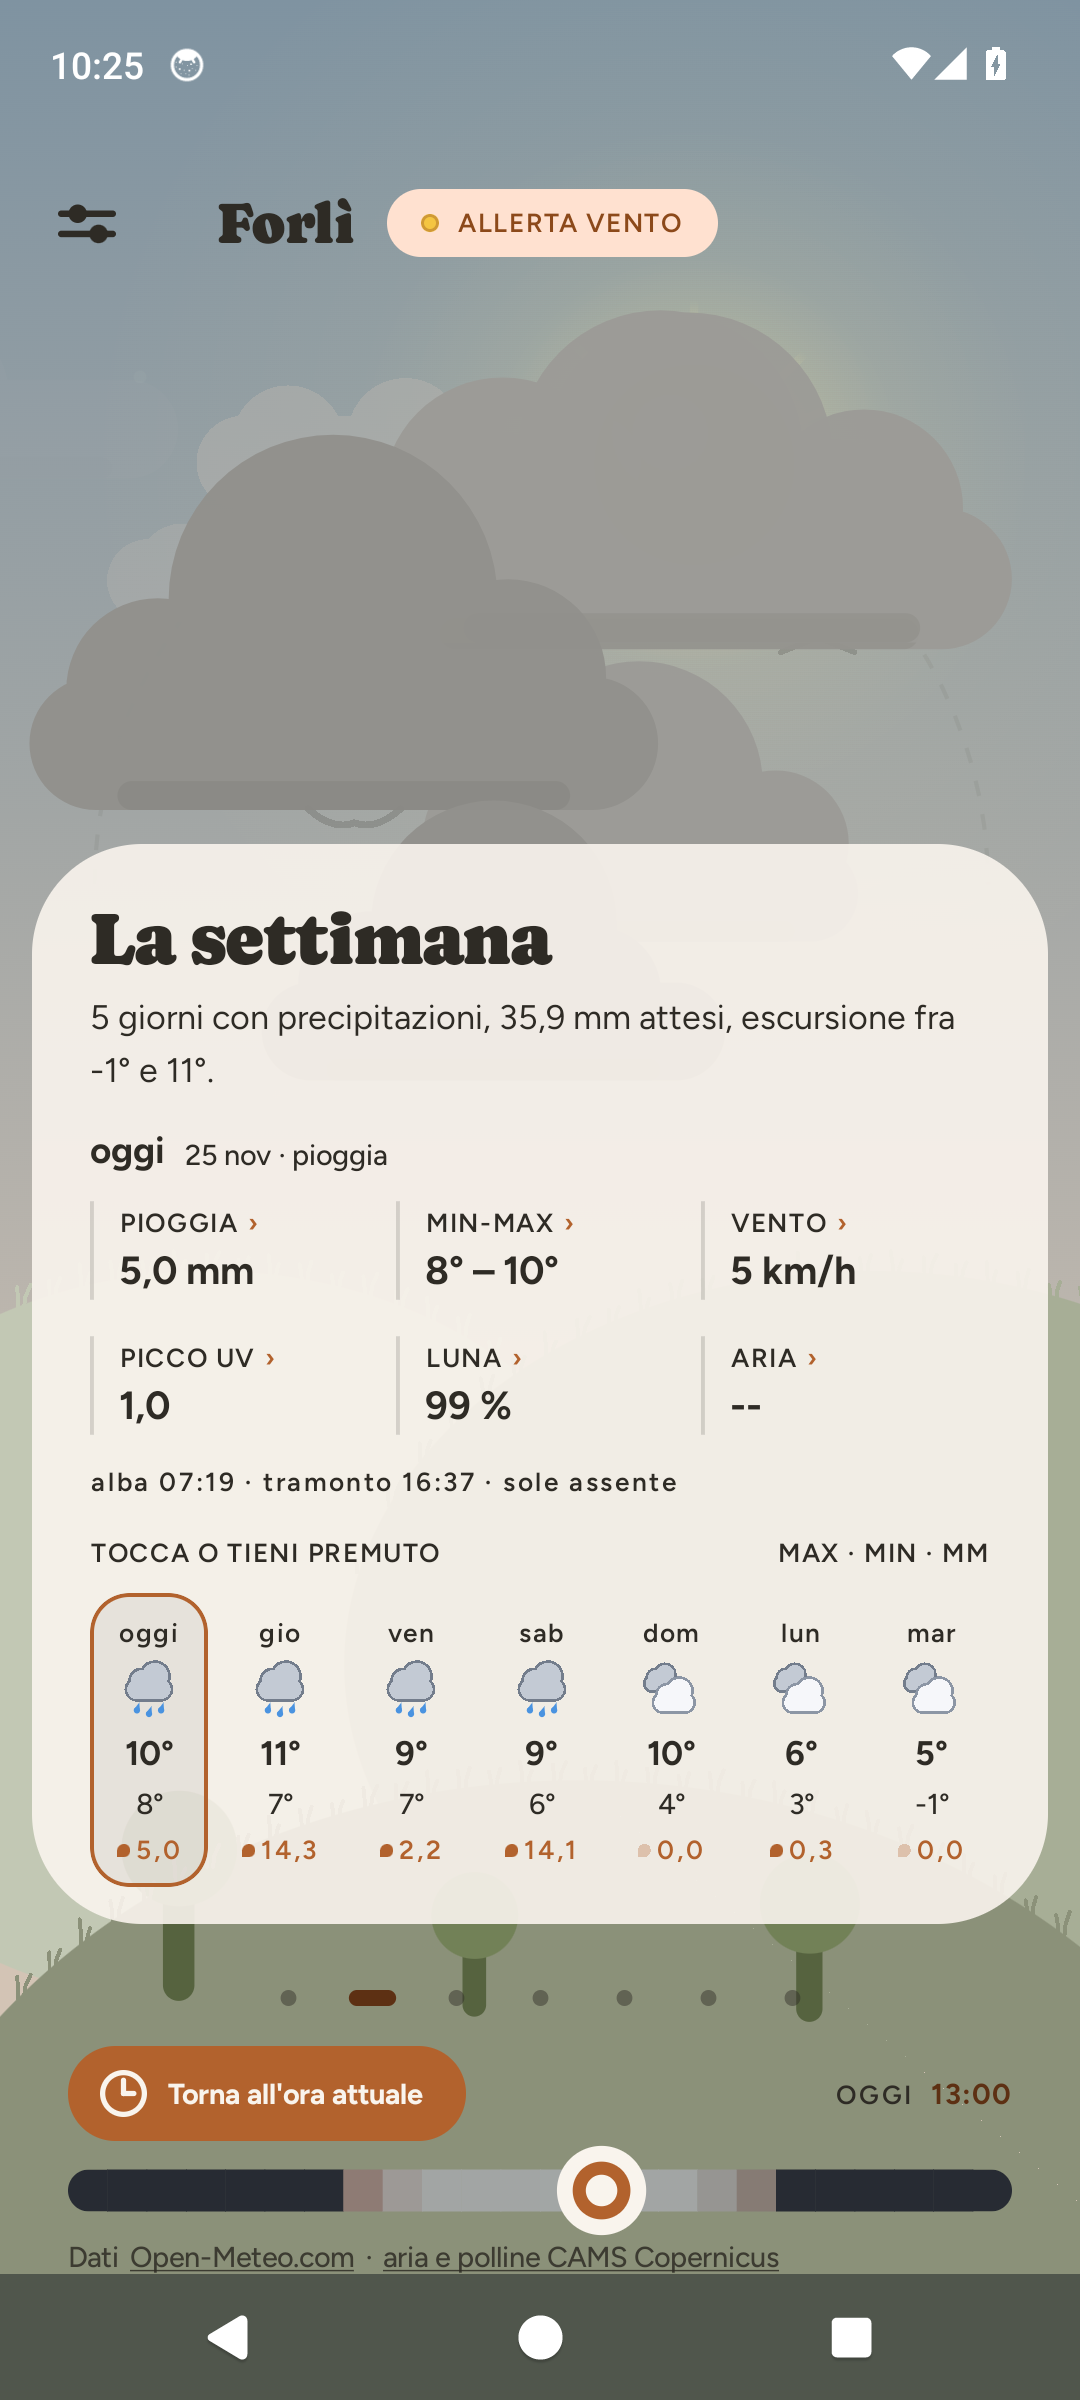 10:25
Forlì
ALLERTA VENTO
La settimana
5 giorni con precipitazioni, 35,9 mm attesi, escursione fra
-1° e 11°.
oggi 25 nov · pioggia
PIOGGIA › MIN-MAX › VENTO ›
5,0 mm 8° – 10° 5 km/h
PICCO UV › LUNA › ARIA ›
1,0 99 % --
alba 07:19 · tramonto 16:37 · sole assente
TOCCA O TIENI PREMUTO MAX · MIN · MM
oggi gio ven sab dom lun mar
10° 11° 9° 9° 10° 6° 5°
8° 7° 7° 6° 4° 3° -1°
5,0 14,3 2,2 14,1 0,0 0,3 0,0
Torna all'ora attuale OGGI 13:00
Dati Open-Meteo.com · aria e polline CAMS Copernicus